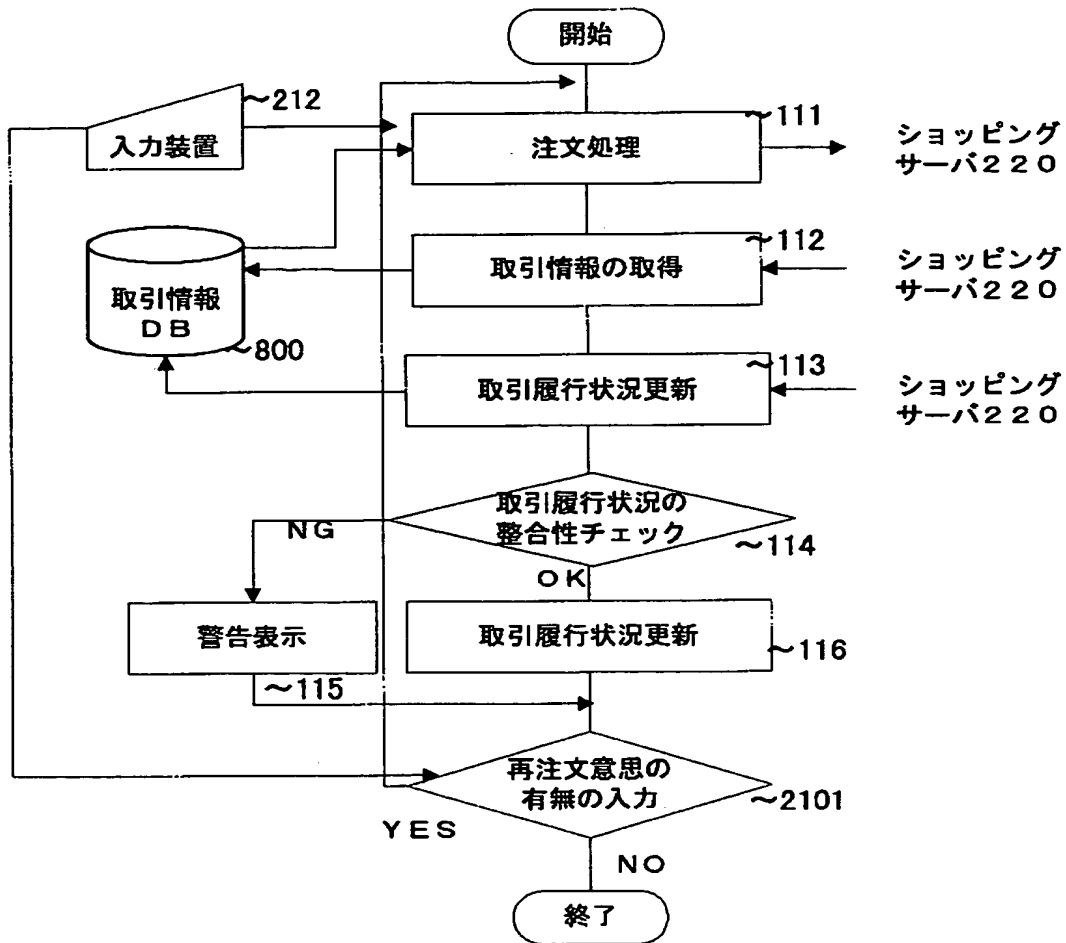 開始
～212
入力装置
～111
注文処理
ショッピング
サーバ２２０
～112
取引情報の取得
ショッピング
サーバ２２０
取引情報
ＤＢ
～800
～113
取引履行状況更新
ショッピング
サーバ２２０
取引履行状況の
整合性チェック
～114
ＮＧ
ＯＫ
警告表示
～115
取引履行状況更新
～116
再注文意思の
有無の入力
～2101
ＹＥＳ
ＮＯ
終了